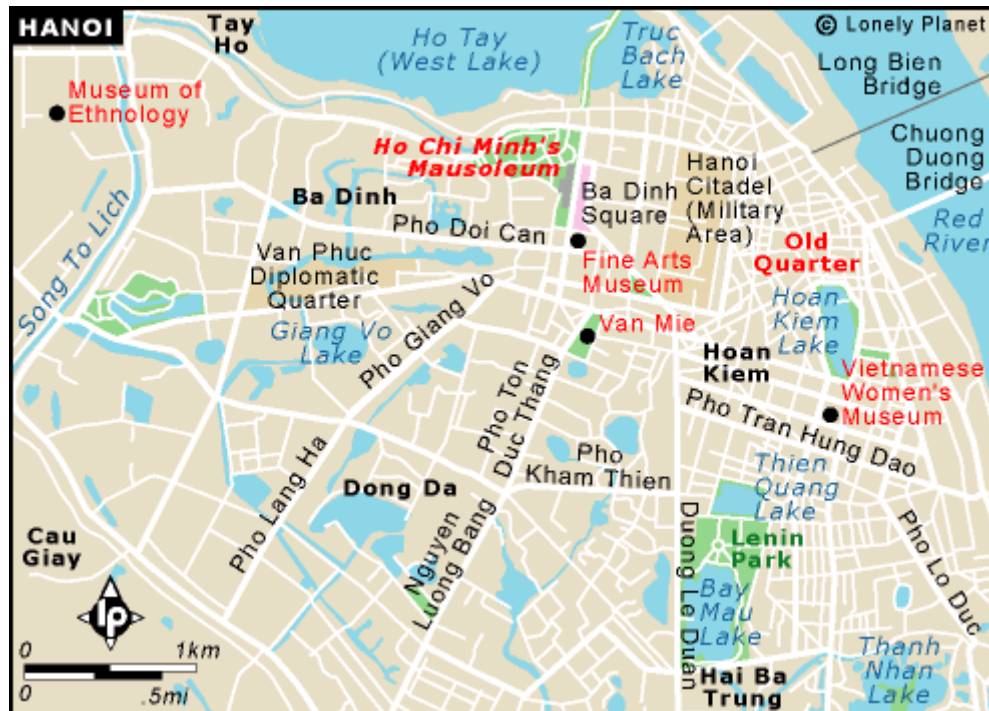 HANOI
© Lonely Planet
Tay
Ho
Ho Tay
(West Lake)
Truc
Bach
Lake
Long Bien
Bridge
Museum of
Ethnology
Ho Chi Minh's
Mausoleum
Chuong
Duong
Bridge
Hanoi
Citadel
(Military
Area)
Ba Dinh
Ba Dinh
Square
Pho Doi Can
Red
River
Old
Quarter
Song To Lich
Van Phuc
Diplomatic
Quarter
Fine Arts
Museum
Hoan
Kiem
Lake
Giang Vo
Lake
Pho Giang Vo
Van Mie
Hoan
Kiem
Vietnamese
Women's
Museum
Pho Ton
Duc Thang
Pho Tran Hung Dao
Pho
Kham Thien
Thien
Quang
Lake
Pho Lang Ha
Dong Da
Nguyen
Luong Bang
Duong Le Duan
Lenin
Park
Pho Lo Duc
Cau
Giay
Bay
Mau
Lake
lp
0 1km
0 .5mi
Hai Ba
Trung
Thanh
Nhan
Lake